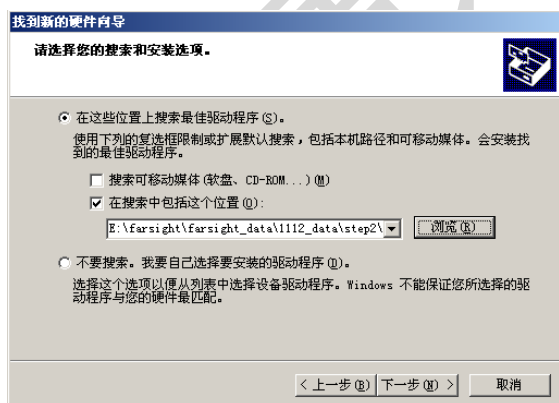 找到新的硬件向导
请选择您的搜索和安装选项。
在这些位置上搜索最佳驱动程序(S)。
使用下列的复选框限制或扩展默认搜索，包括本机路径和可移动媒体。会安装找
到的最佳驱动程序。
搜索可移动媒体(软盘、CD-ROM...)(M)
在搜索中包括这个位置(O):
E:\farsight\farsight_data\1112_data\step2\
浏览(R)
不要搜索。我要自己选择要安装的驱动程序(D)。
选择这个选项以便从列表中选择设备驱动程序。Windows 不能保证您所选择的驱
动程序与您的硬件最匹配。
< 上一步(B) 下一步(N) > 取消